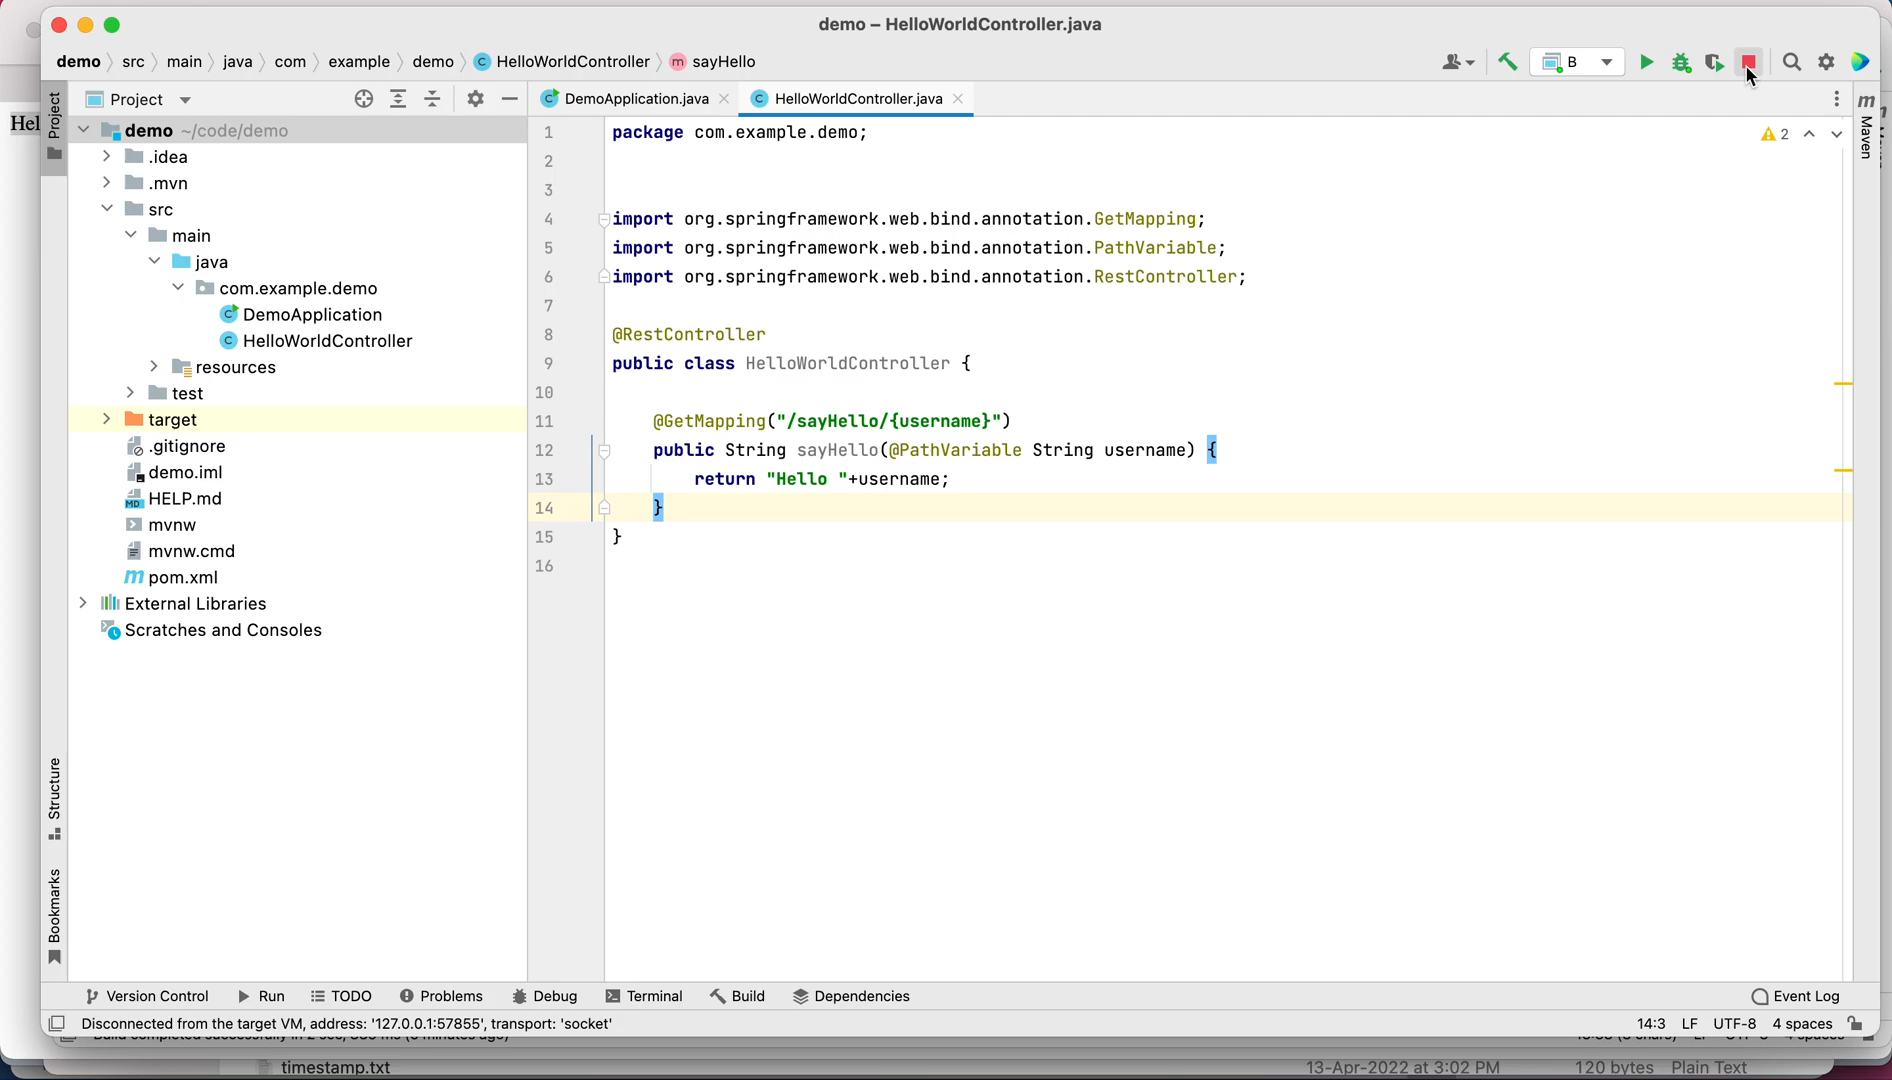 demo – HelloWorldController.java
demo src main java com example demo HelloWorldController sayHello
B
Hel
Project
DemoApplication.java
HelloWorldController.java
Project
Maven
demo ~/code/demo
.idea
.mvn
src
main
java
com.example.demo
DemoApplication
HelloWorldController
resources
test
target
.gitignore
demo.iml
HELP.md
mvnw
mvnw.cmd
pom.xml
External Libraries
Scratches and Consoles
Structure
Bookmarks
1 package com.example.demo;
2
3
4 import org.springframework.web.bind.annotation.GetMapping;
5 import org.springframework.web.bind.annotation.PathVariable;
6 import org.springframework.web.bind.annotation.RestController;
7
8 @RestController
9 public class HelloWorldController {
10
11 @GetMapping("/sayHello/{username}")
12 public String sayHello(@PathVariable String username) {
13 return "Hello "+username;
14 }
15 }
16
2
Version Control Run TODO Problems Debug Terminal Build Dependencies Event Log
Disconnected from the target VM, address: '127.0.0.1:57855', transport: 'socket' 14:3 LF UTF-8 4 spaces
timestamp.txt 13-Apr-2022 at 3:02 PM 120 bytes Plain Text